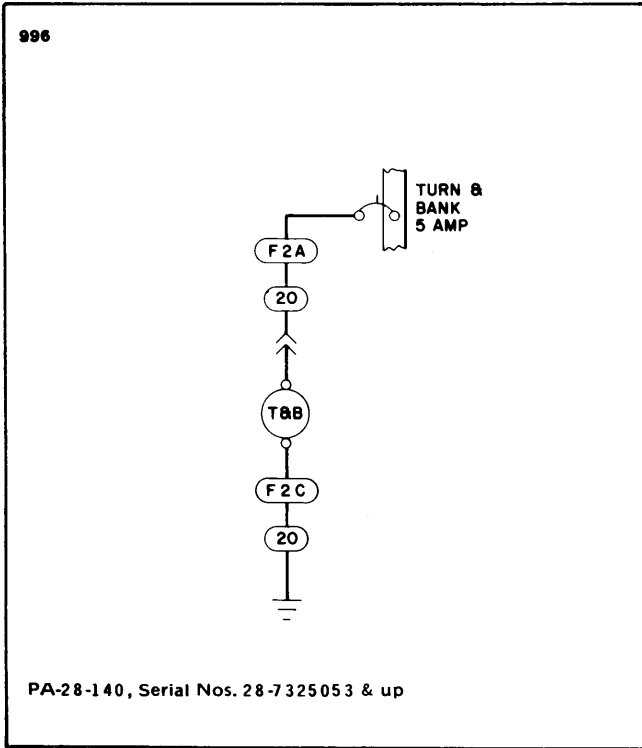 996
TURN &
BANK
5 AMP
F2A
20
T&B
F2C
20
PA-28-140, Serial Nos. 28-7325053 & up